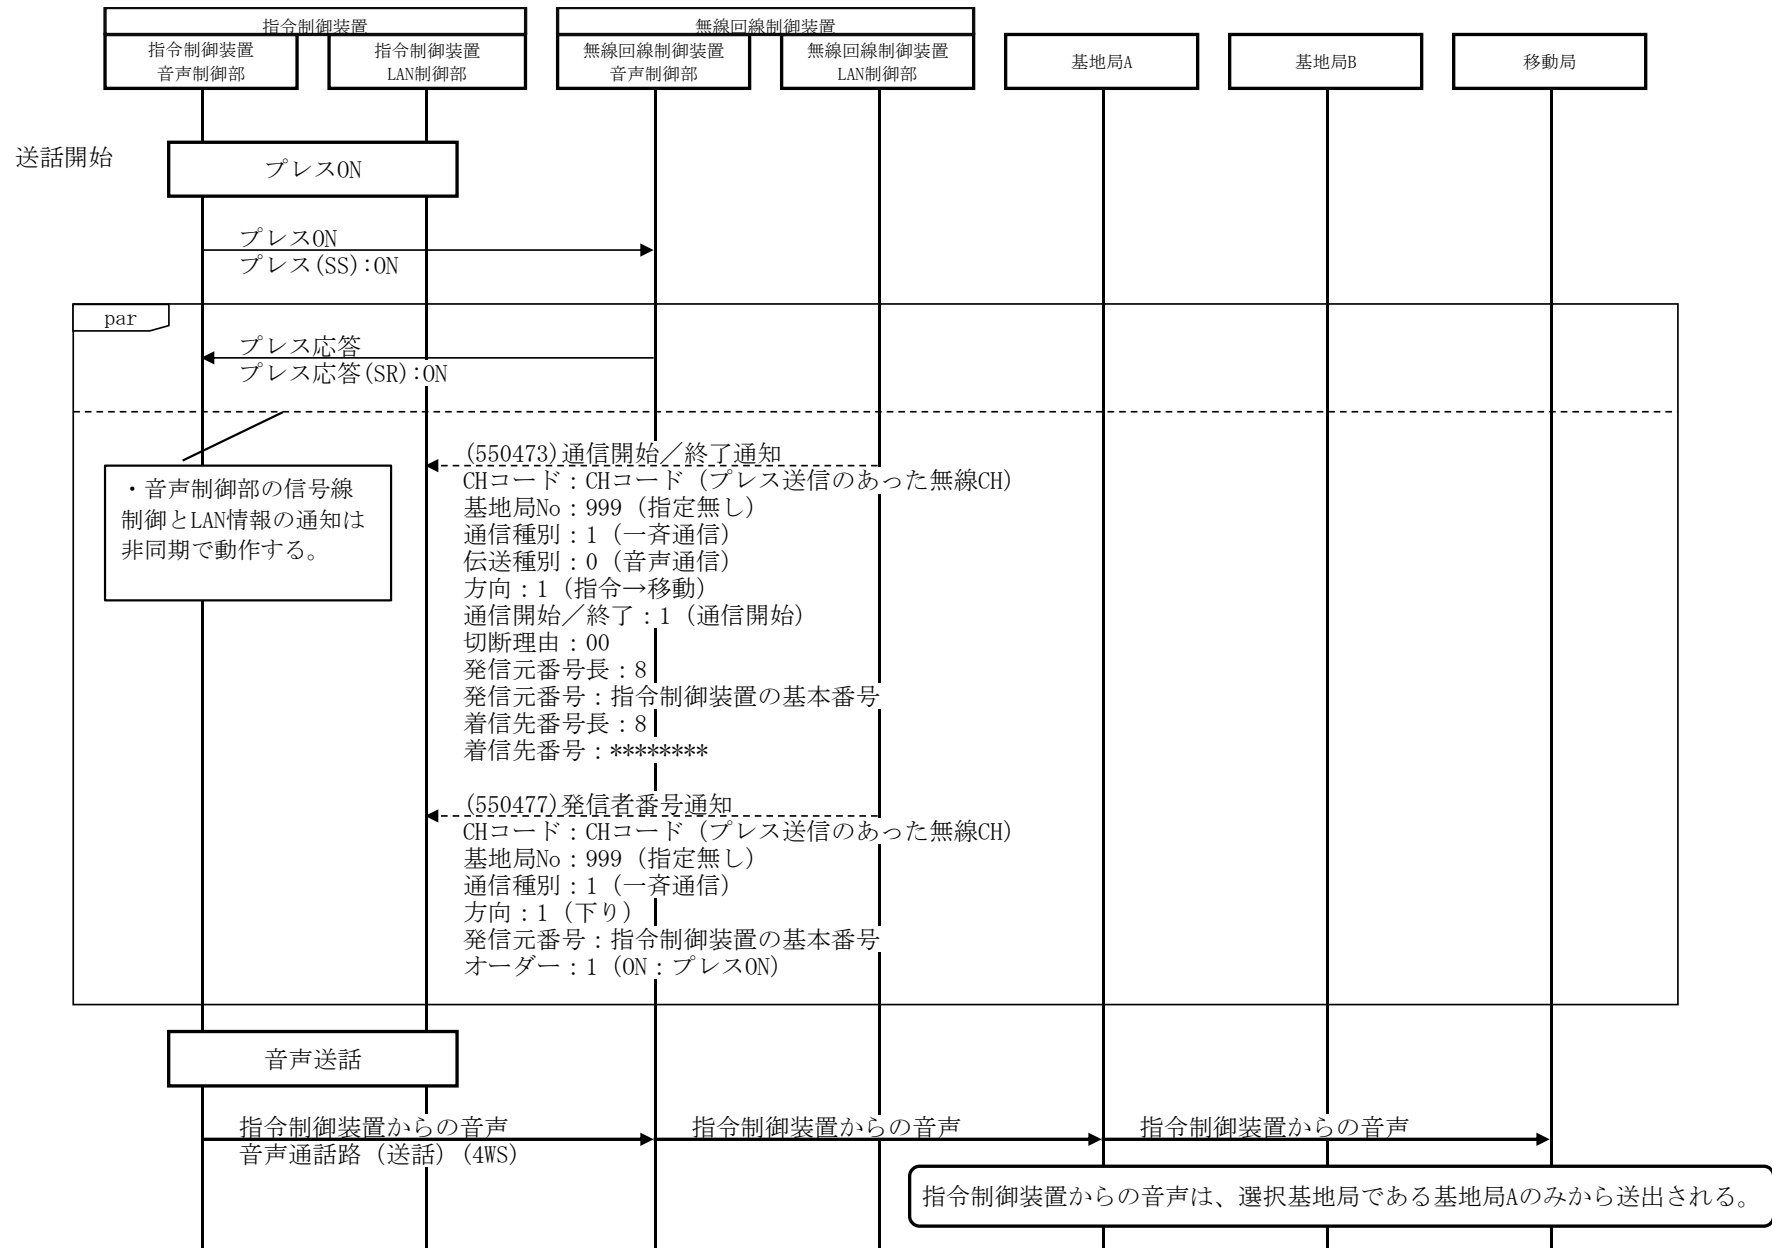 指令制御装置
無線回線制御装置
指令制御装置
音声制御部
指令制御装置
LAN制御部
無線回線制御装置
音声制御部
無線回線制御装置
LAN制御部
基地局A
基地局B
移動局
送話開始
プレスON
プレスON
プレス(SS):ON
par
プレス応答
プレス応答(SR):ON
・音声制御部の信号線
制御とLAN情報の通知は
非同期で動作する。
(550473)通信開始／終了通知
CHコード：CHコード（プレス送信のあった無線CH）
基地局No：999（指定無し）
通信種別：1（一斉通信）
伝送種別：0（音声通信）
方向：1（指令→移動）
通信開始／終了：1（通信開始）
切断理由：00
発信元番号長：8
発信元番号：指令制御装置の基本番号
着信先番号長：8
着信先番号：********
(550477)発信者番号通知
CHコード：CHコード（プレス送信のあった無線CH）
基地局No：999（指定無し）
通信種別：1（一斉通信）
方向：1（下り）
発信元番号：指令制御装置の基本番号
オーダー：1（ON：プレスON）
音声送話
指令制御装置からの音声
音声通話路（送話）(4WS)
指令制御装置からの音声
指令制御装置からの音声
指令制御装置からの音声は、選択基地局である基地局Aのみから送出される。